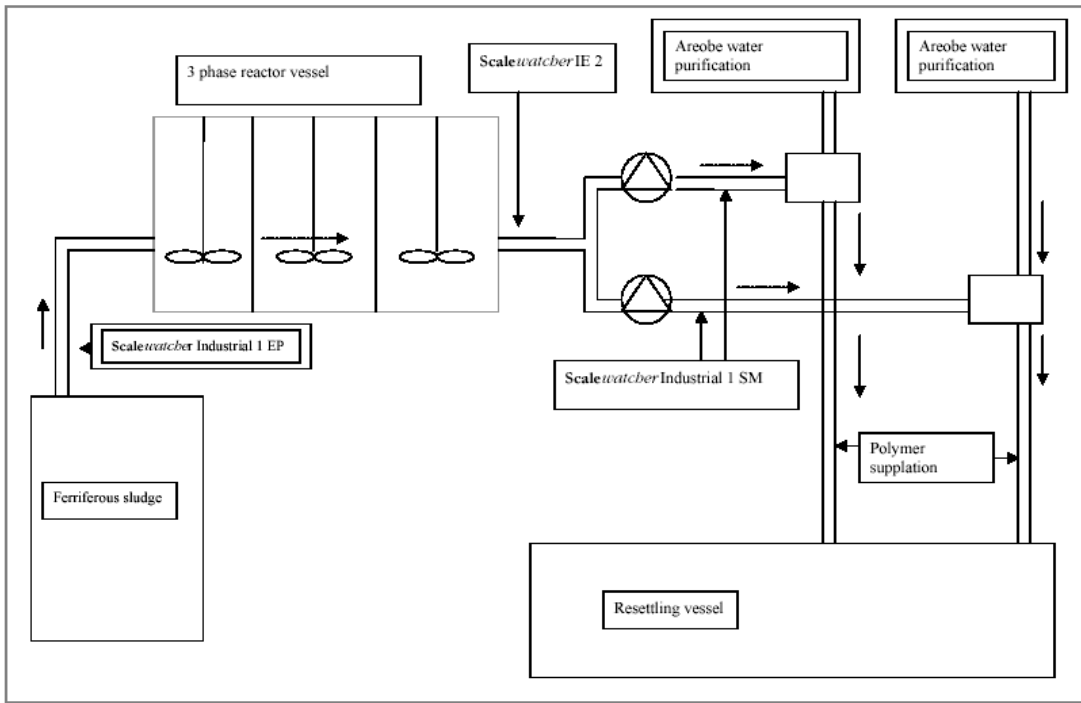 3 phase reactor vessel
Scalewatcher IE 2
Areobe water
purification
Areobe water
purification
Scalewatcher Industrial 1 EP
Scalewatcher Industrial 1 SM
Ferriferous sludge
Polymer
supplation
Resettling vessel